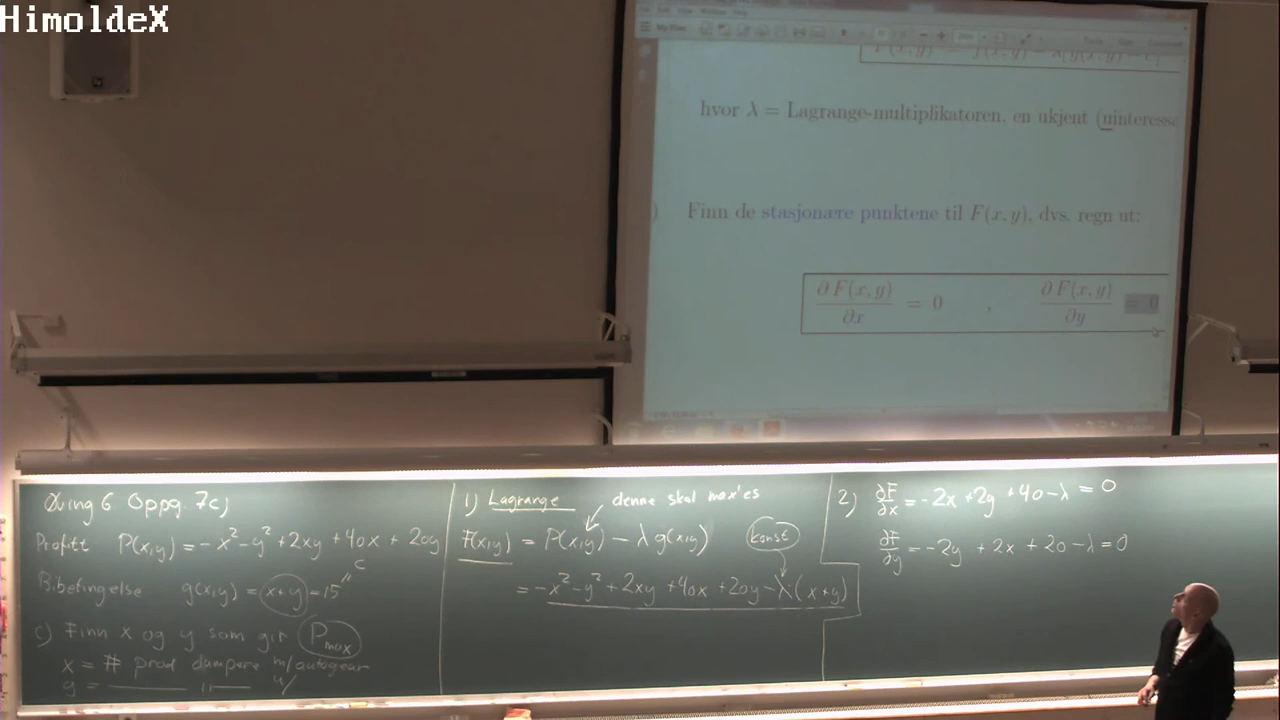 HimoldeX
hvor λ = Lagrange-multiplikatoren, en ukjent (uinteress
Finn de stasjonære punktene til F(x, y), dvs. regn ut:
∂ F(x, y)/∂x = 0 , ∂ F(x, y)/∂y = 0
Øving 6. Oppg. 7c)
Profitt P(x,y) = -x² - y² + 2xy + 40x + 20y
Bibetingelse g(x,y) = x+y = 15
c
c) Finn x og y som gir P_max
x = # prod dumpere m/autogear
y = —— " —— u/
1) Lagrange denne skal max'es
F(x,y) = P(x,y) - λ g(x,y)
konst
= -x² - y² + 2xy + 40x + 20y - λ·(x+y)
2) ∂F/∂x = -2x + 2y + 40 - λ = 0
∂F/∂y = -2y + 2x + 20 - λ = 0